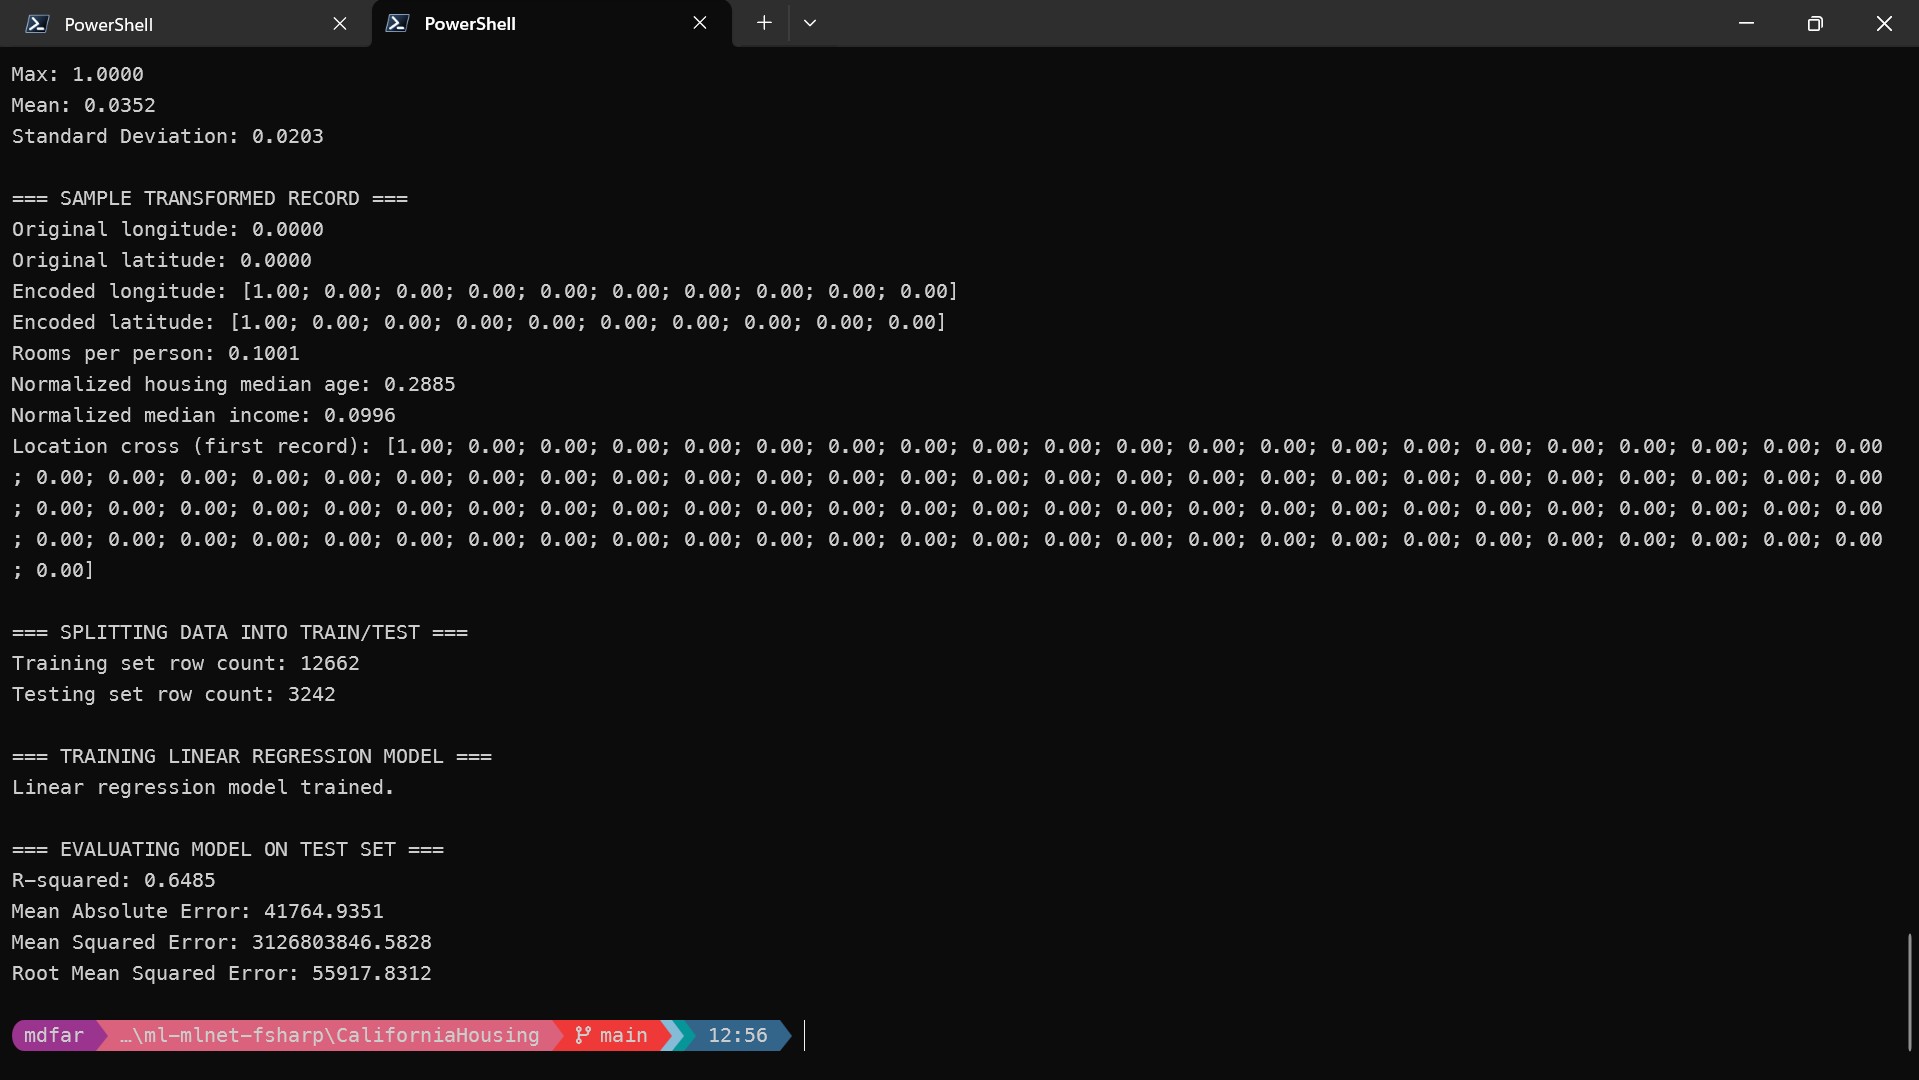 PowerShell
PowerShell
Max: 1.0000
Mean: 0.0352
Standard Deviation: 0.0203
=== SAMPLE TRANSFORMED RECORD ===
Original longitude: 0.0000
Original latitude: 0.0000
Encoded longitude: [1.00; 0.00; 0.00; 0.00; 0.00; 0.00; 0.00; 0.00; 0.00; 0.00]
Encoded latitude: [1.00; 0.00; 0.00; 0.00; 0.00; 0.00; 0.00; 0.00; 0.00; 0.00]
Rooms per person: 0.1001
Normalized housing median age: 0.2885
Normalized median income: 0.0996
Location cross (first record): [1.00; 0.00; 0.00; 0.00; 0.00; 0.00; 0.00; 0.00; 0.00; 0.00; 0.00; 0.00; 0.00; 0.00; 0.00; 0.00; 0.00; 0.00; 0.00; 0.00; 0.00
; 0.00; 0.00; 0.00; 0.00; 0.00; 0.00; 0.00; 0.00; 0.00; 0.00; 0.00; 0.00; 0.00; 0.00; 0.00; 0.00; 0.00; 0.00; 0.00; 0.00; 0.00; 0.00; 0.00; 0.00; 0.00; 0.00
; 0.00; 0.00; 0.00; 0.00; 0.00; 0.00; 0.00; 0.00; 0.00; 0.00; 0.00; 0.00; 0.00; 0.00; 0.00; 0.00; 0.00; 0.00; 0.00; 0.00; 0.00; 0.00; 0.00; 0.00; 0.00; 0.00
; 0.00; 0.00; 0.00; 0.00; 0.00; 0.00; 0.00; 0.00; 0.00; 0.00; 0.00; 0.00; 0.00; 0.00; 0.00; 0.00; 0.00; 0.00; 0.00; 0.00; 0.00; 0.00; 0.00; 0.00; 0.00; 0.00
; 0.00]
=== SPLITTING DATA INTO TRAIN/TEST ===
Training set row count: 12662
Testing set row count: 3242
=== TRAINING LINEAR REGRESSION MODEL ===
Linear regression model trained.
=== EVALUATING MODEL ON TEST SET ===
R-squared: 0.6485
Mean Absolute Error: 41764.9351
Mean Squared Error: 3126803846.5828
Root Mean Squared Error: 55917.8312
mdfar …\ml-mlnet-fsharp\CaliforniaHousing main 12:56